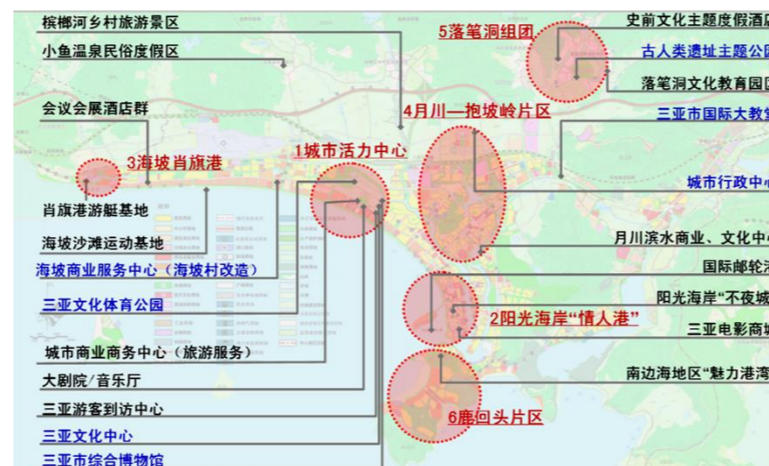 槟榔河乡村旅游景区
小鱼温泉民俗度假区
会议会展酒店群
3海坡肖旗港
肖旗港游艇基地
海坡沙滩运动基地
海坡商业服务中心（海坡村改造）
三亚文化体育公园
城市商业商务中心（旅游服务）
大剧院/音乐厅
三亚游客到访中心
三亚文化中心
三亚市综合博物馆
1城市活力中心
5落笔洞组团
4月川—抱坡岭片区
史前文化主题度假酒店
古人类遗址主题公园
落笔洞文化教育园区
三亚市国际大教堂
城市行政中心
月川滨水商业、文化中心
国际邮轮港
阳光海岸“不夜城
2阳光海岸“情人港”
三亚电影商城
南边海地区“魅力港湾
6鹿回头片区